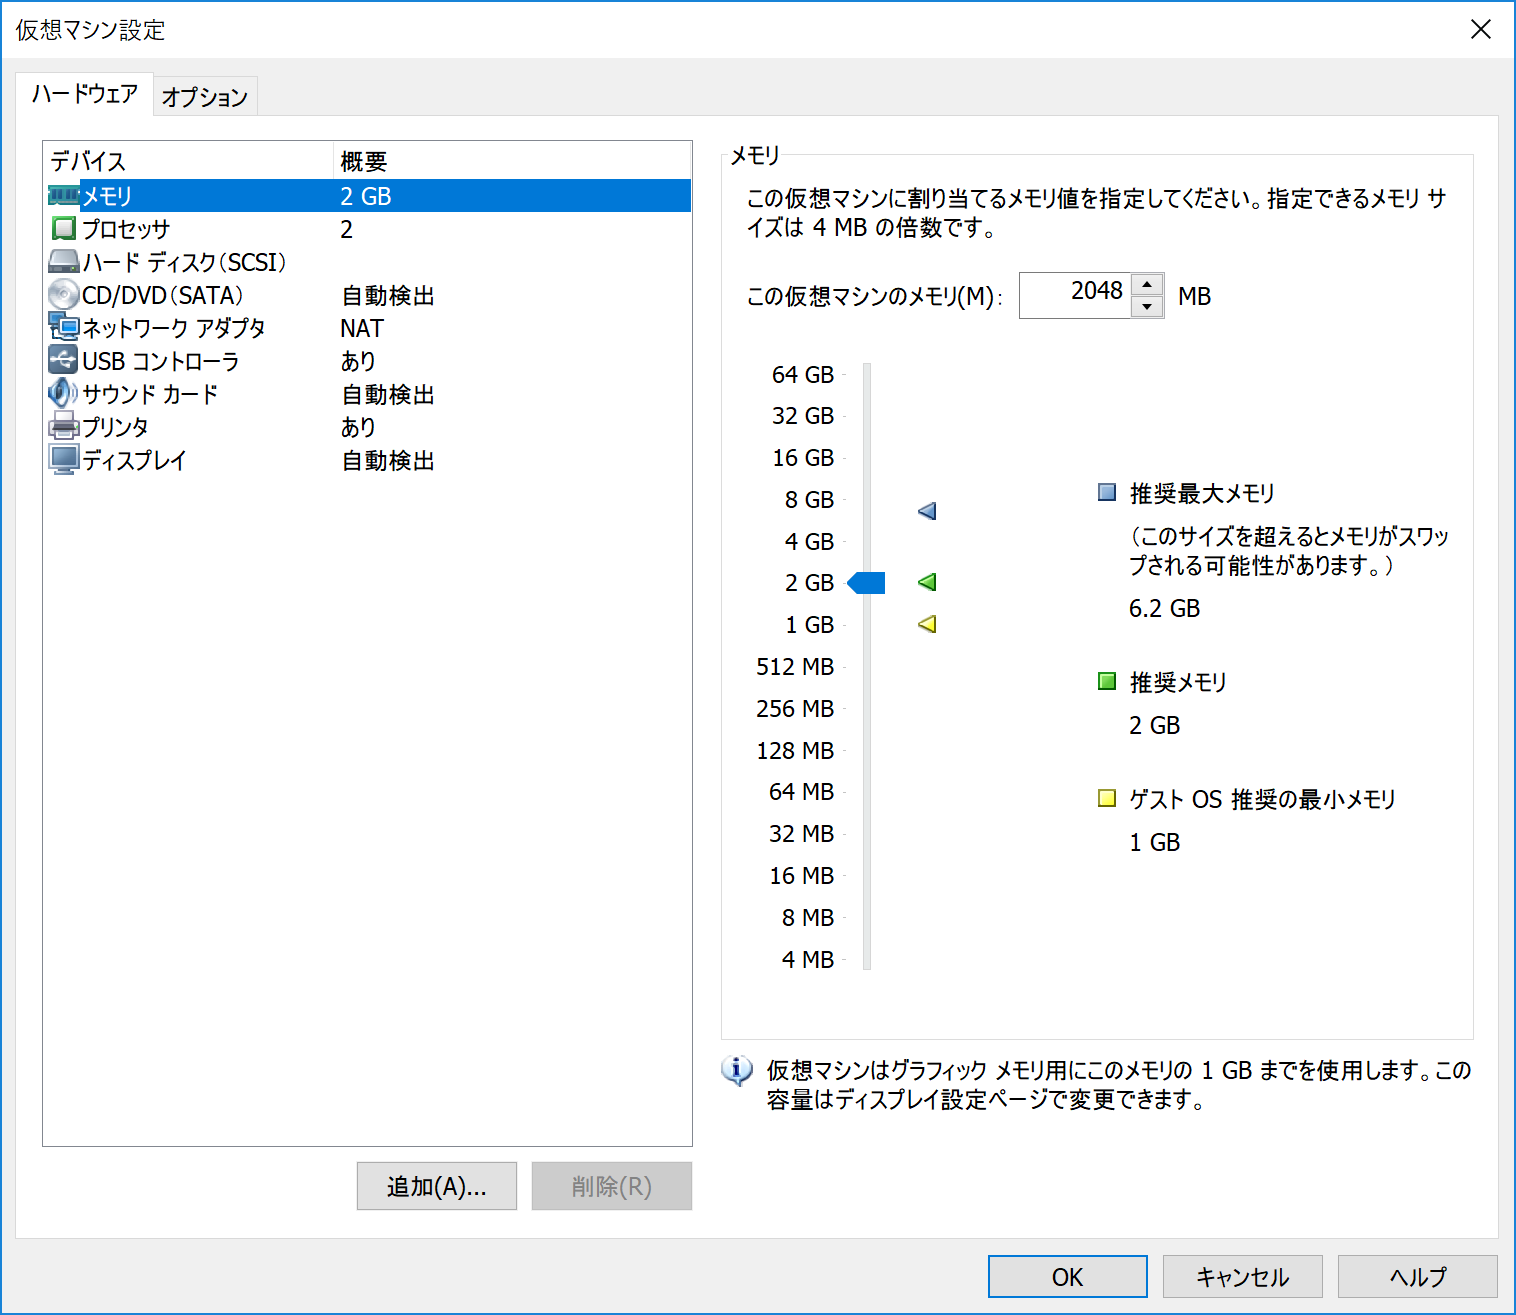 仮想マシン設定
ハードウェア
オプション
デバイス 概要
メモリ 2 GB
プロセッサ 2
ハード ディスク（SCSI）
CD/DVD（SATA） 自動検出
ネットワーク アダプタ NAT
USB コントローラ あり
サウンド カード 自動検出
プリンタ あり
ディスプレイ 自動検出
追加(A)...
削除(R)
メモリ
この仮想マシンに割り当てるメモリ値を指定してください。指定できるメモリ サ
イズは 4 MB の倍数です。
この仮想マシンのメモリ(M)： 2048 MB
64 GB
32 GB
16 GB
8 GB
4 GB
2 GB
1 GB
512 MB
256 MB
128 MB
64 MB
32 MB
16 MB
8 MB
4 MB
推奨最大メモリ
（このサイズを超えるとメモリがスワッ
プされる可能性があります。）
6.2 GB
推奨メモリ
2 GB
ゲスト OS 推奨の最小メモリ
1 GB
仮想マシンはグラフィック メモリ用にこのメモリの 1 GB までを使用します。この
容量はディスプレイ設定ページで変更できます。
OK
キャンセル
ヘルプ